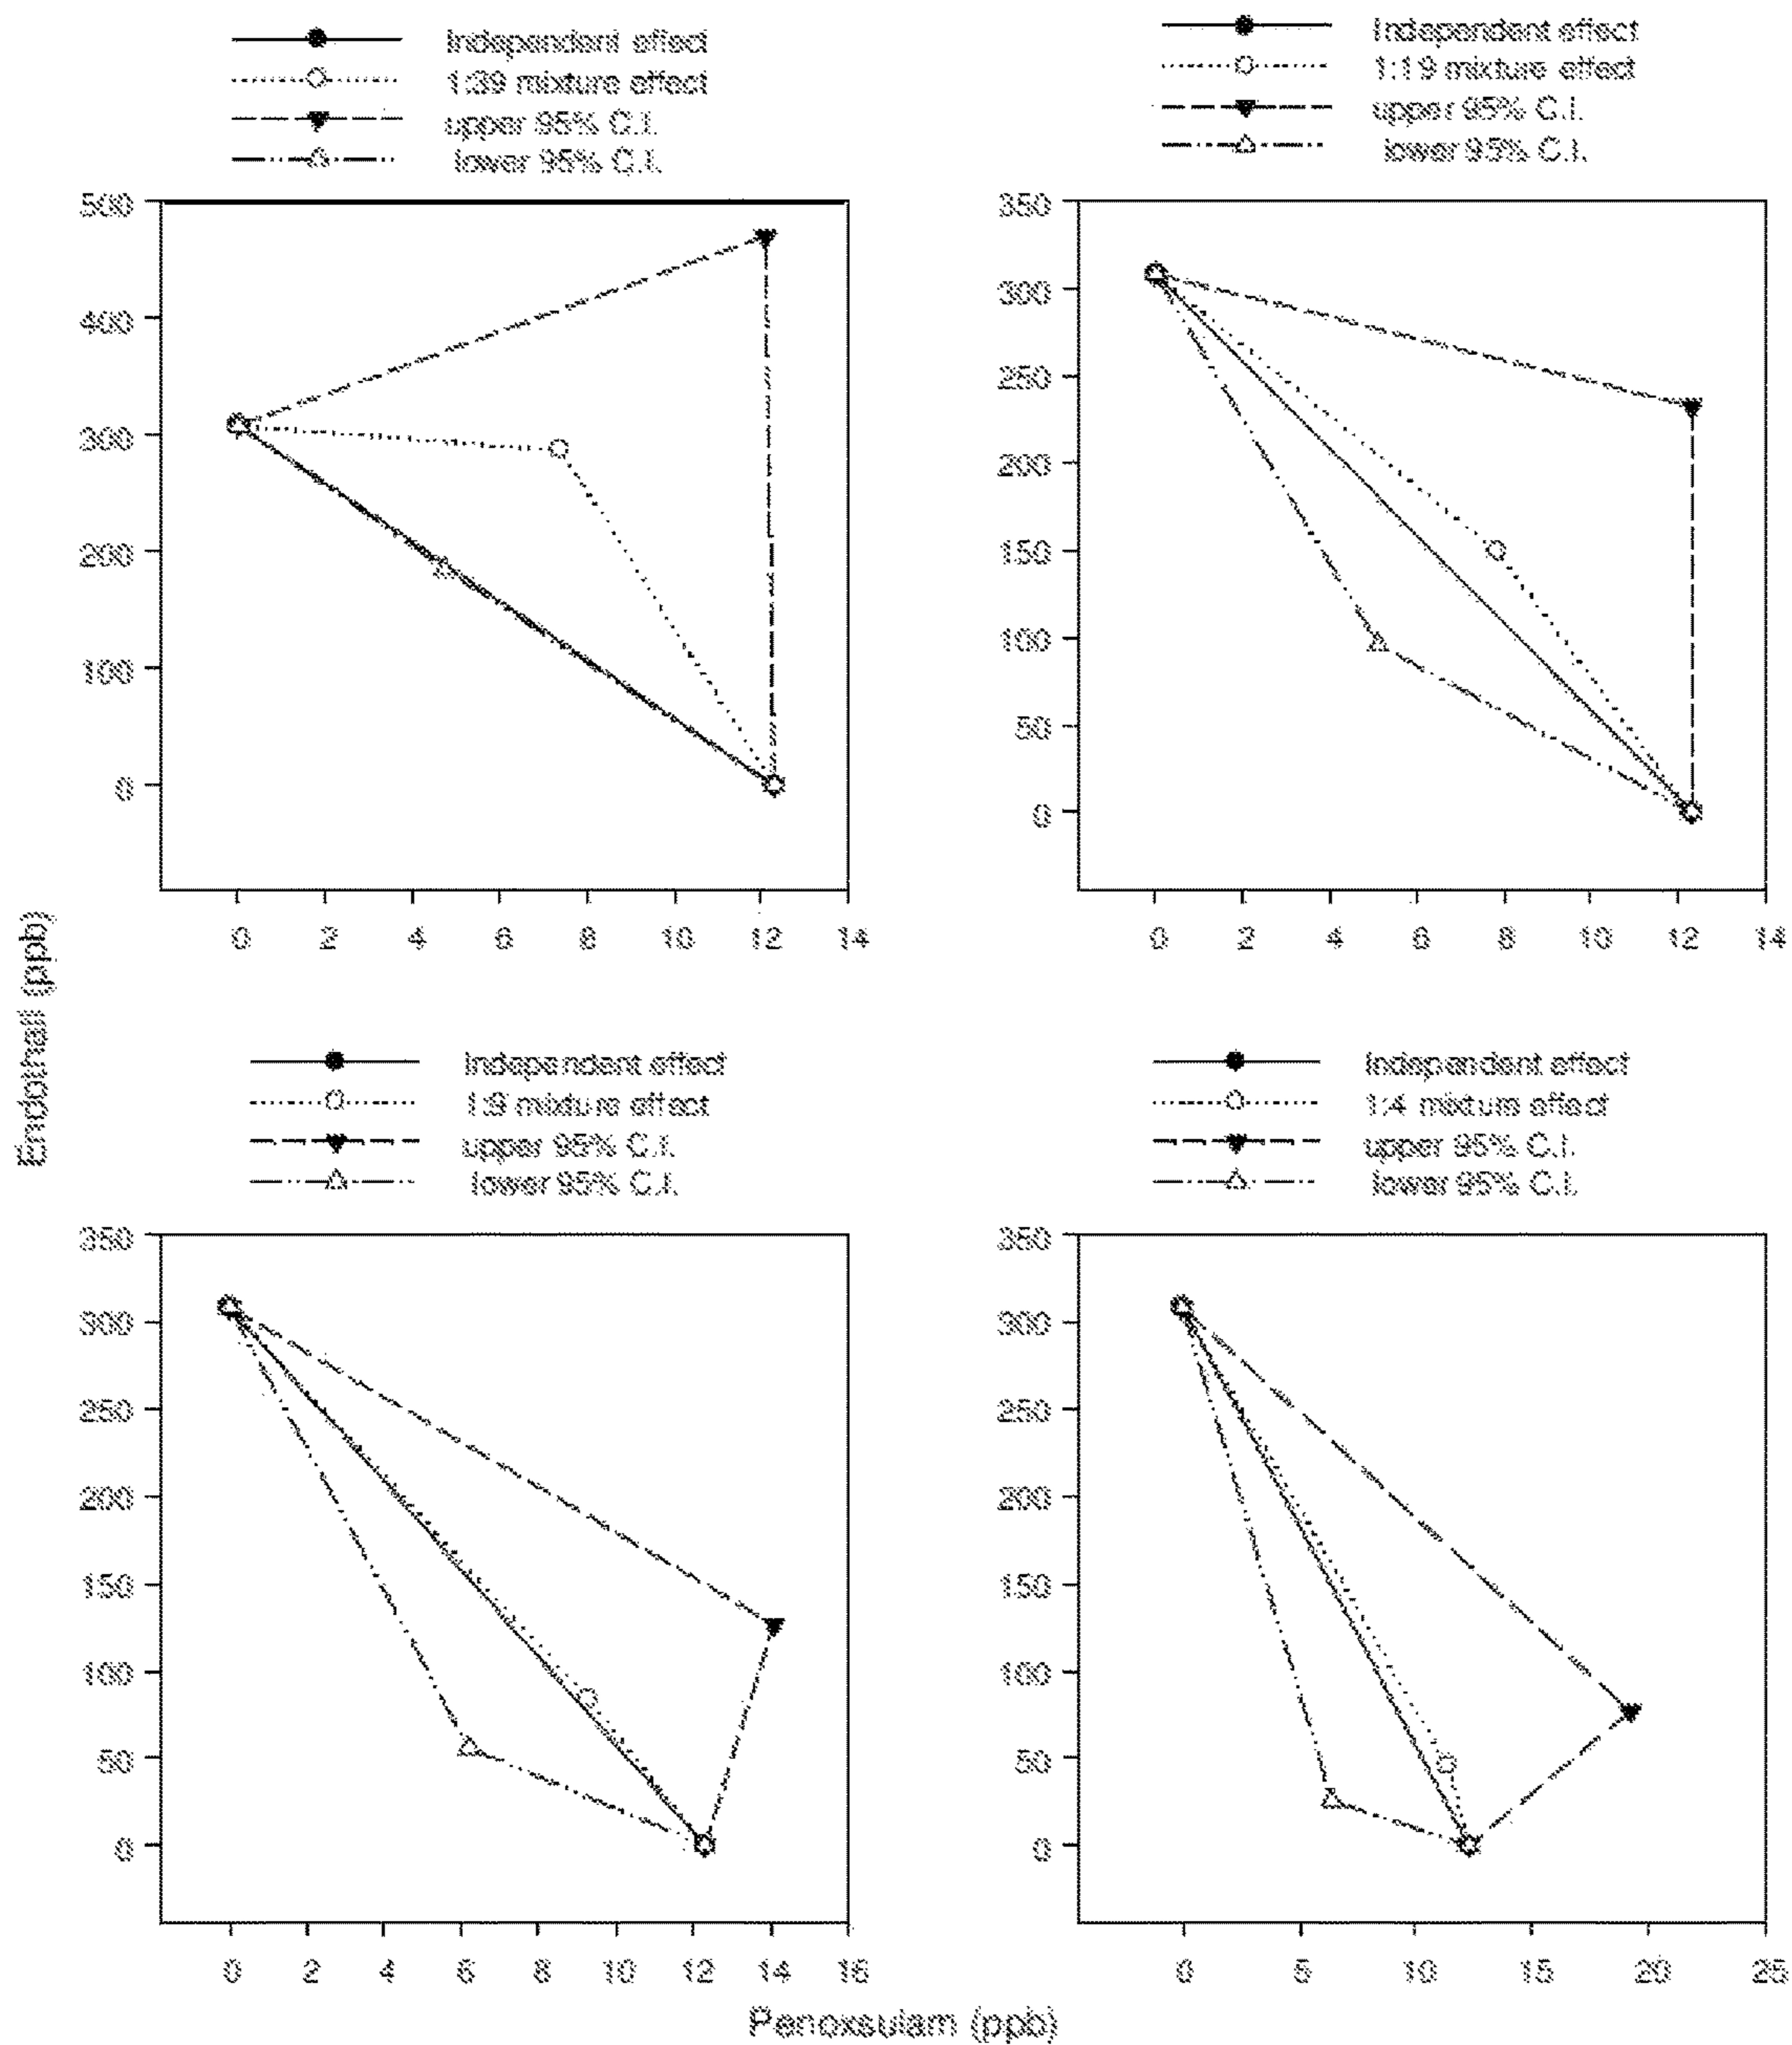 Independent effect
1:39 mixture effect
upper 95% C.I.
lower 95% C.I.
500
400
300
200
100
0
0 2 4 6 8 10 12 14
Independent effect
1:19 mixture effect
upper 95% C.I.
lower 95% C.I.
350
300
250
200
150
100
50
0
0 2 4 6 8 10 12 14
Endothall (ppb)
Independent effect
1:9 mixture effect
upper 95% C.I.
lower 95% C.I.
350
300
250
200
150
100
50
0
0 2 4 6 8 10 12 14 16
Independent effect
1:4 mixture effect
upper 95% C.I.
lower 95% C.I.
350
300
250
200
150
100
50
0
0 5 10 15 20 25
Penoxsulam (ppb)